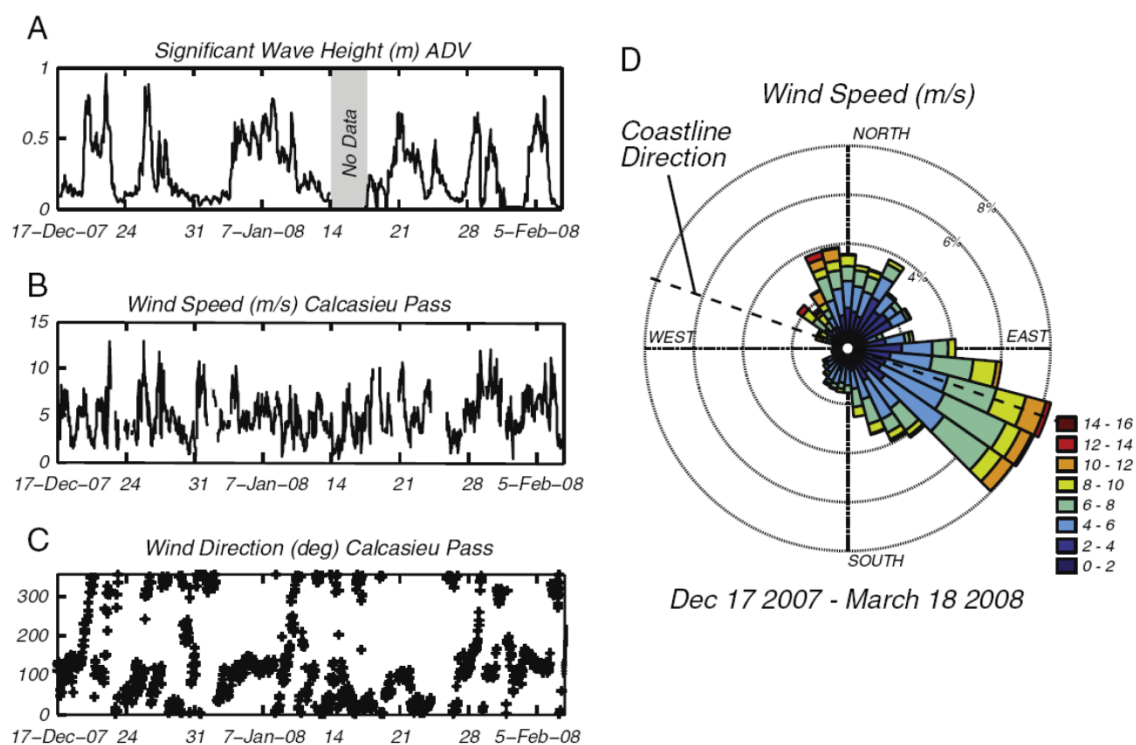 A
Significant Wave Height (m) ADV
1
0.5
0
No Data
17-Dec-07 24 31 7-Jan-08 14 21 28 5-Feb-08
B
Wind Speed (m/s) Calcasieu Pass
15
10
5
0
17-Dec-07 24 31 7-Jan-08 14 21 28 5-Feb-08
C
Wind Direction (deg) Calcasieu Pass
300
200
100
0
17-Dec-07 24 31 7-Jan-08 14 21 28 5-Feb-08
D
Wind Speed (m/s)
Coastline
Direction
NORTH
8%
6%
4%
WEST
EAST
SOUTH
14 - 16
12 - 14
10 - 12
8 - 10
6 - 8
4 - 6
2 - 4
0 - 2
Dec 17 2007 - March 18 2008